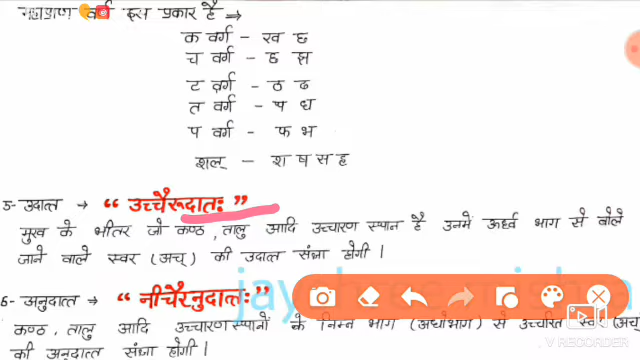 महाप्राण वर्ण इस प्रकार है ⇒
क वर्ग - ख घ
च वर्ग - छ झ
ट वर्ग - ठ ढ
त वर्ग - थ ध
प वर्ग - फ भ
शल् - श ष स ह
5- उदात्त → “ उच्चैरूदातः ”
मुख के भीतर जो कण्ठ, तालु आदि उच्चारण स्थान है उनमें ऊर्ध्व भाग से बोले
जाने वाले स्वर (अच्) की उदात्त संज्ञा होगी।
6- अनुदात्त → “ नीचैरनुदात्तः ”
कण्ठ, तालु आदि उच्चारण स्थानों के निम्न भाग (अधोभाग) से उच्चरित स्वर (अच्)
की अनुदात्त संज्ञा होगी।
V RECORDER